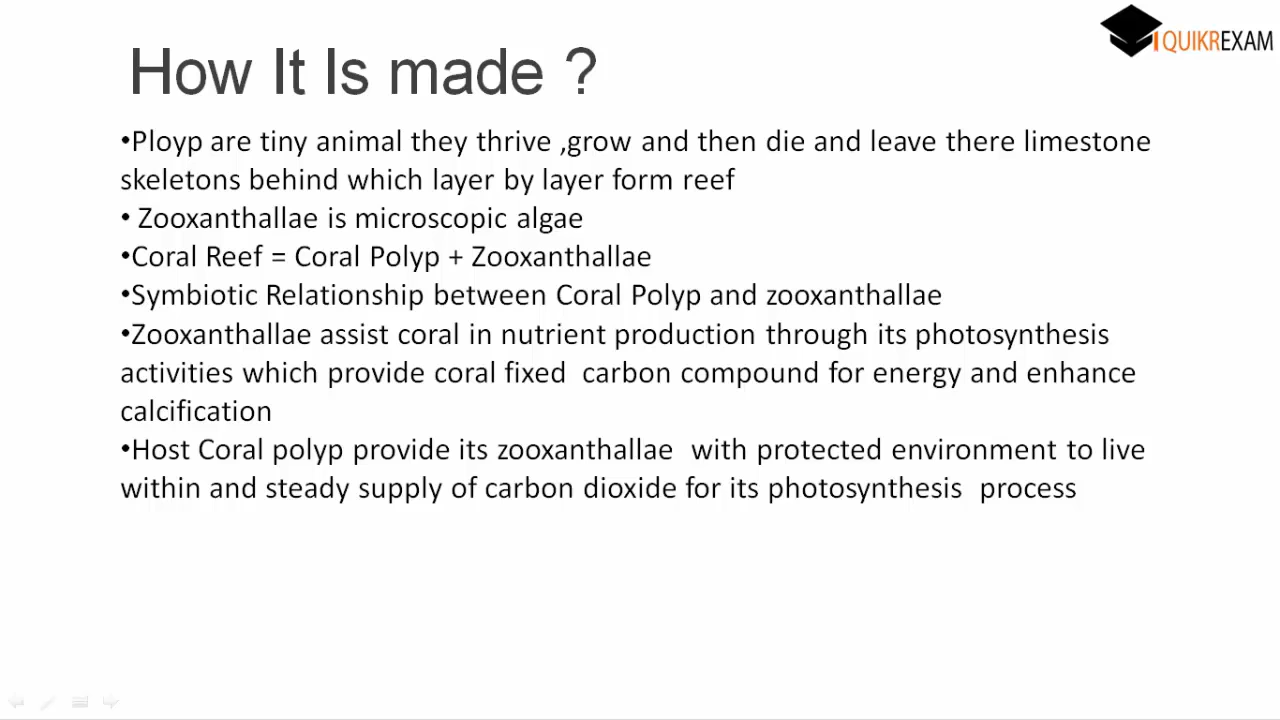 QUIKREXAM
How It Is made ?
•Ployp are tiny animal they thrive ,grow and then die and leave there limestone
skeletons behind which layer by layer form reef
• Zooxanthallae is microscopic algae
•Coral Reef = Coral Polyp + Zooxanthallae
•Symbiotic Relationship between Coral Polyp and zooxanthallae
•Zooxanthallae assist coral in nutrient production through its photosynthesis
activities which provide coral fixed  carbon compound for energy and enhance
calcification
•Host Coral polyp provide its zooxanthallae  with protected environment to live
within and steady supply of carbon dioxide for its photosynthesis  process